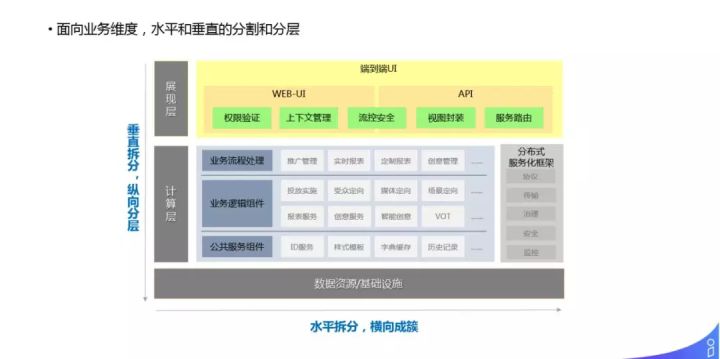 • 面向业务维度，水平和垂直的分割和分层
端到端UI
展现层
WEB-UI
API
权限验证
上下文管理
流控安全
视图封装
服务路由
垂直拆分，纵向分层
计算层
业务流程处理
推广管理
实时报表
定制报表
创意管理
......
业务逻辑组件
投放实施
受众定向
媒体定向
场景定向
......
报表服务
创意服务
智能创意
VOT
公共服务组件
ID服务
样式模板
字典缓存
历史记录
......
分布式
服务化框架
协议
传输
治理
安全
监控
数据资源/基础设施
水平拆分，横向成簇